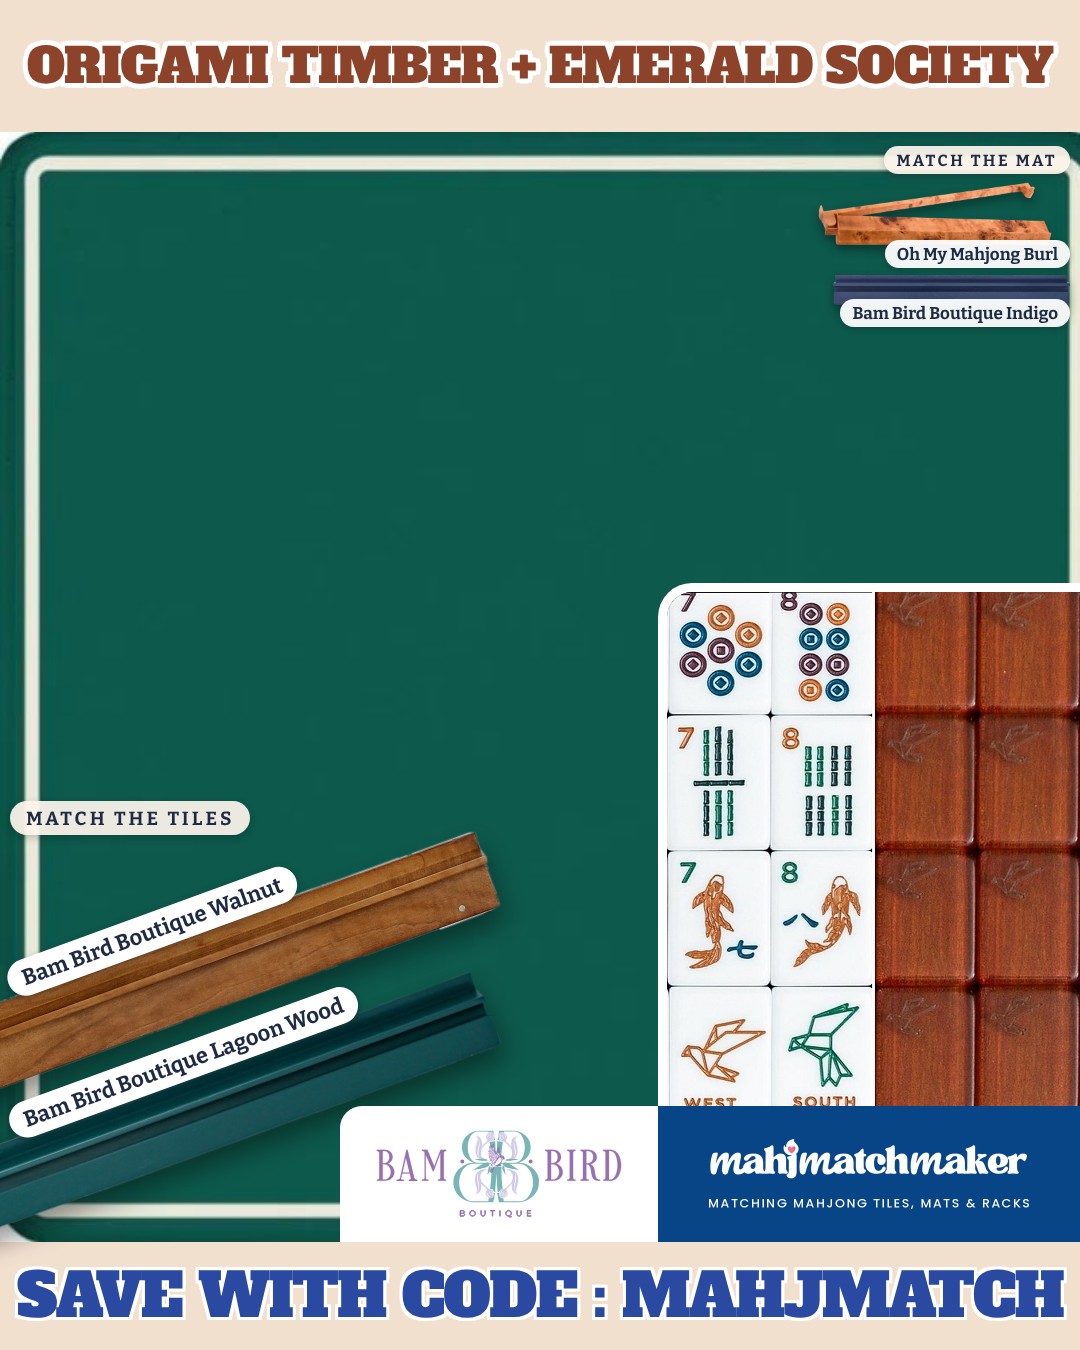 ORIGAMI TIMBER + EMERALD SOCIETY
MATCH THE MAT
Oh My Mahjong Burl
Bam Bird Boutique Indigo
7 8
7 8
7 8
七 八
WEST SOUTH
MATCH THE TILES
Bam Bird Boutique Walnut
Bam Bird Boutique Lagoon Wood
BAM BIRD
BOUTIQUE
mahjmatchmaker
MATCHING MAHJONG TILES, MATS & RACKS
SAVE WITH CODE : MAHJMATCH